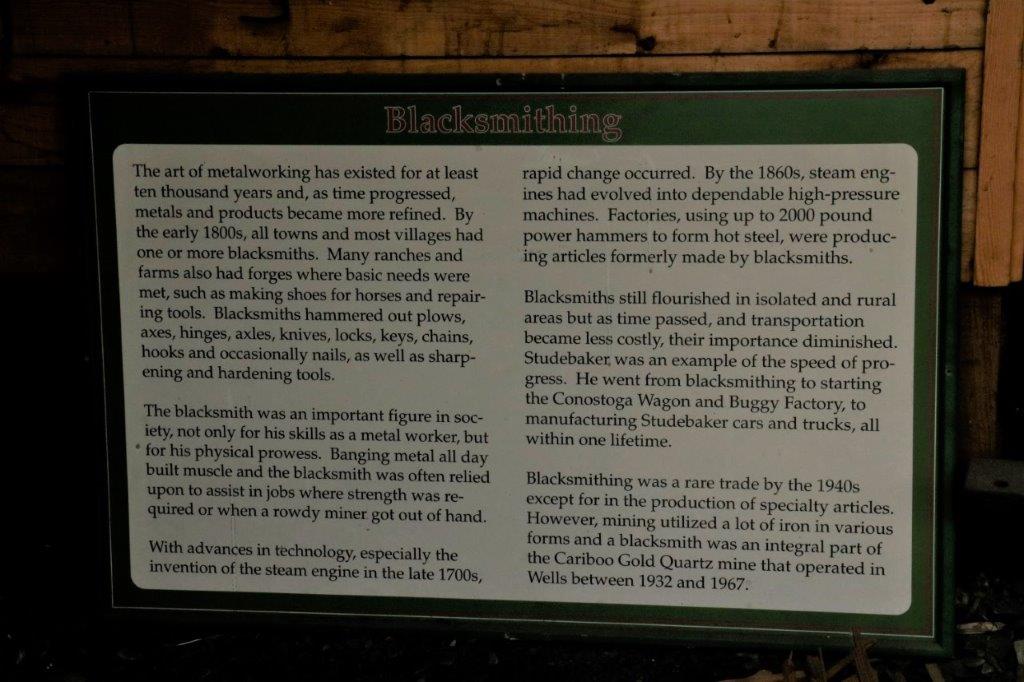 Blacksmithing
The art of metalworking has existed for at least
ten thousand years and, as time progressed,
metals and products became more refined. By
the early 1800s, all towns and most villages had
one or more blacksmiths. Many ranches and
farms also had forges where basic needs were
met, such as making shoes for horses and repair-
ing tools. Blacksmiths hammered out plows,
axes, hinges, axles, knives, locks, keys, chains,
hooks and occasionally nails, as well as sharp-
ening and hardening tools.
The blacksmith was an important figure in soc-
iety, not only for his skills as a metal worker, but
for his physical prowess. Banging metal all day
built muscle and the blacksmith was often relied
upon to assist in jobs where strength was re-
quired or when a rowdy miner got out of hand.
With advances in technology, especially the
invention of the steam engine in the late 1700s,
rapid change occurred. By the 1860s, steam eng-
ines had evolved into dependable high-pressure
machines. Factories, using up to 2000 pound
power hammers to form hot steel, were produc-
ing articles formerly made by blacksmiths.
Blacksmiths still flourished in isolated and rural
areas but as time passed, and transportation
became less costly, their importance diminished.
Studebaker was an example of the speed of pro-
gress. He went from blacksmithing to starting
the Conostoga Wagon and Buggy Factory, to
manufacturing Studebaker cars and trucks, all
within one lifetime.
Blacksmithing was a rare trade by the 1940s
except for in the production of specialty articles.
However, mining utilized a lot of iron in various
forms and a blacksmith was an integral part of
the Cariboo Gold Quartz mine that operated in
Wells between 1932 and 1967.